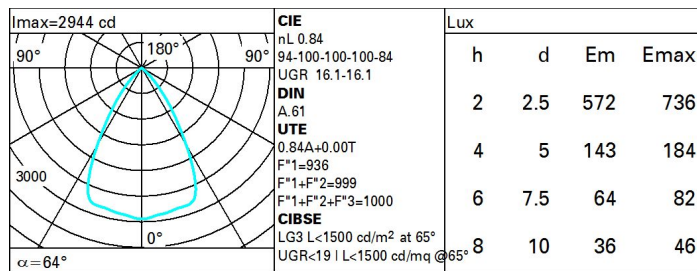 Imax=2944 cd
90° 180° 90°
3000
0°
α=64°
CIE
nL 0.84
94-100-100-100-84
UGR 16.1-16.1
DIN
A.61
UTE
0.84A+0.00T
F"1=936
F"1+F"2=999
F"1+F"2+F"3=1000
CIBSE
LG3 L<1500 cd/m² at 65°
UGR<19 | L<1500 cd/mq @65°
Lux
h d Em Emax
2 2.5 572 736
4 5 143 184
6 7.5 64 82
8 10 36 46